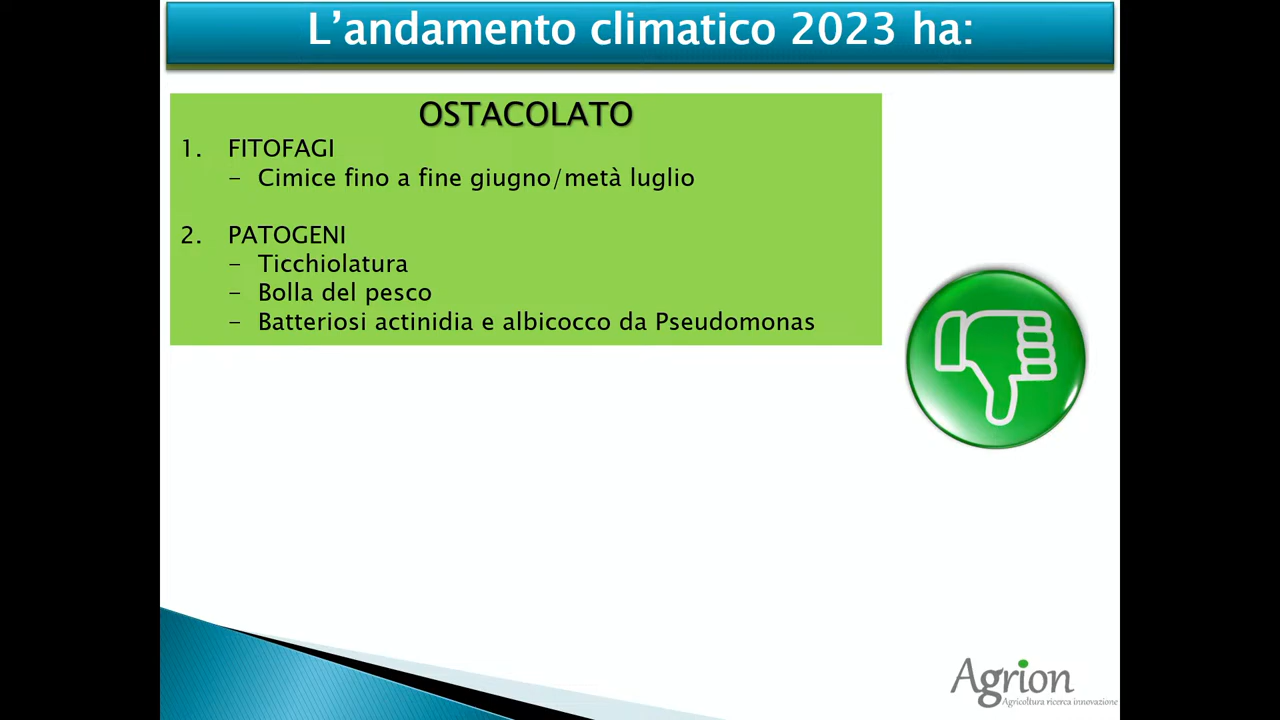 L’andamento climatico 2023 ha:
OSTACOLATO
1. FITOFAGI
– Cimice fino a fine giugno/metà luglio
2. PATOGENI
– Ticchiolatura
– Bolla del pesco
– Batteriosi actinidia e albicocco da Pseudomonas
Agrion
Agricoltura ricerca innovazione